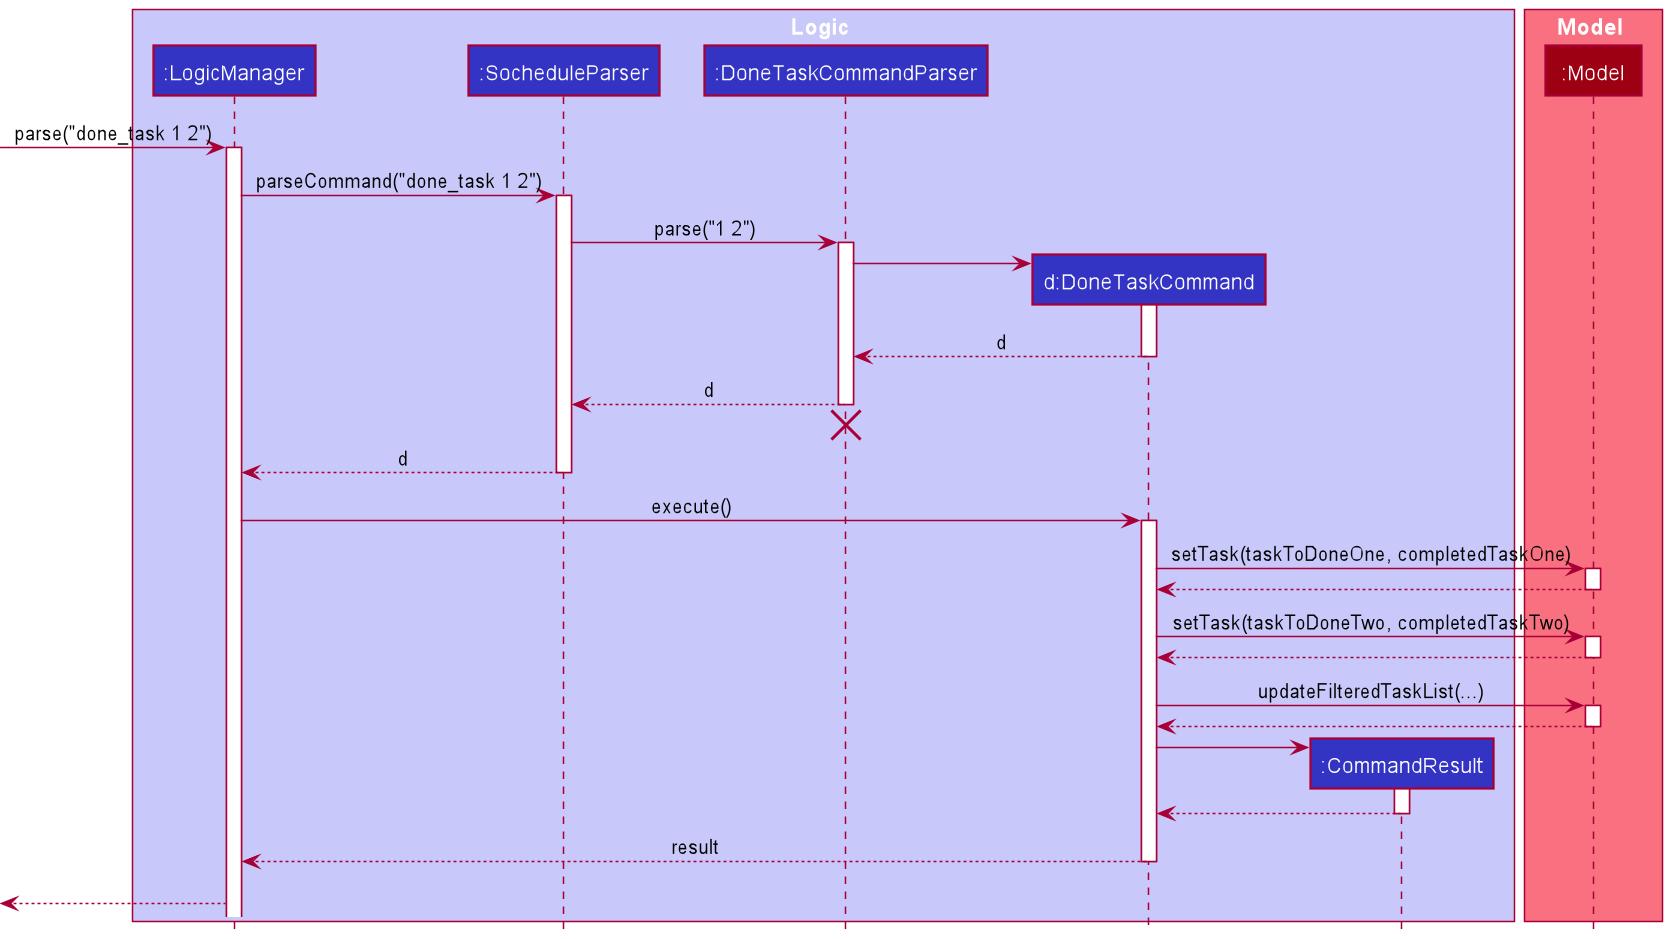 Logic
Model
:LogicManager
:SocheduleParser
:DoneTaskCommandParser
:Model
parse("done_task 1 2")
parseCommand("done_task 1 2")
parse("1 2")
d:DoneTaskCommand
d
d
d
execute()
setTask(taskToDoneOne, completedTaskOne)
setTask(taskToDoneTwo, completedTaskTwo)
updateFilteredTaskList(...)
:CommandResult
result